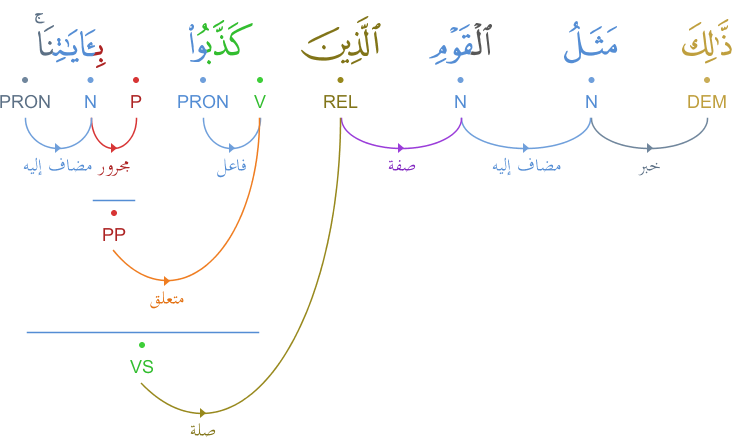 ذَّٰلِكَ مَثَلُ ٱلْقَوْمِ ٱلَّذِينَ كَذَّبُوا۟ بِـَٔايَـٰتِنَا ۚ
DEM N N REL V PRON P N PRON
خبر مضاف إليه صفة فاعل مجرور مضاف إليه
PP
متعلق
VS
صلة